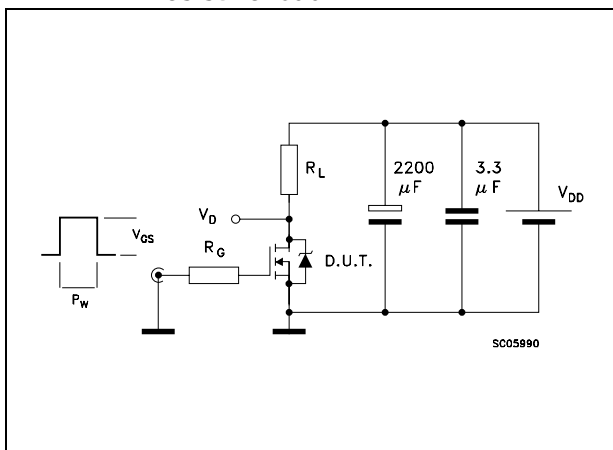 2200
µF
3.3
µF
R_L
V_DD
V_D
V_GS
R_G
D.U.T.
P_W
SC05990